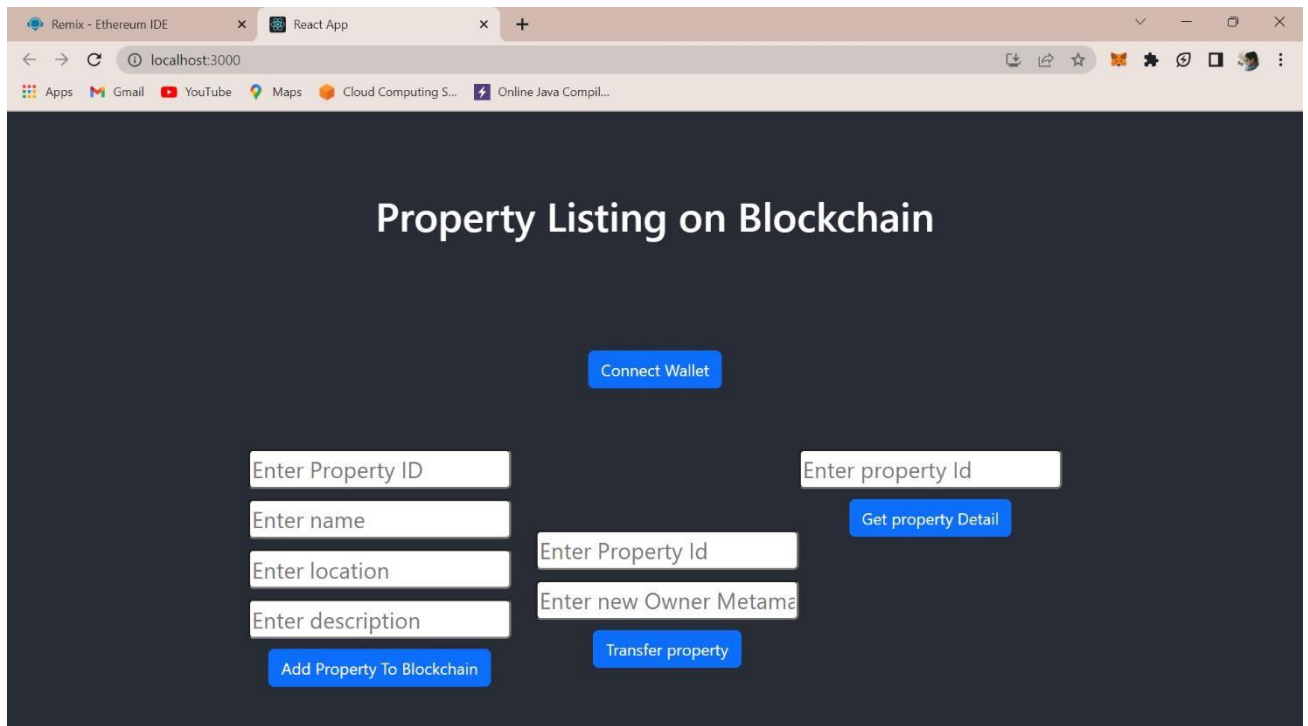 Remix - Ethereum IDE
React App
localhost:3000
Apps
Gmail
YouTube
Maps
Cloud Computing S...
Online Java Compil...
Property Listing on Blockchain
Connect Wallet
Enter Property ID
Enter name
Enter location
Enter description
Add Property To Blockchain
Enter Property Id
Enter new Owner Metama
Transfer property
Enter property Id
Get property Detail